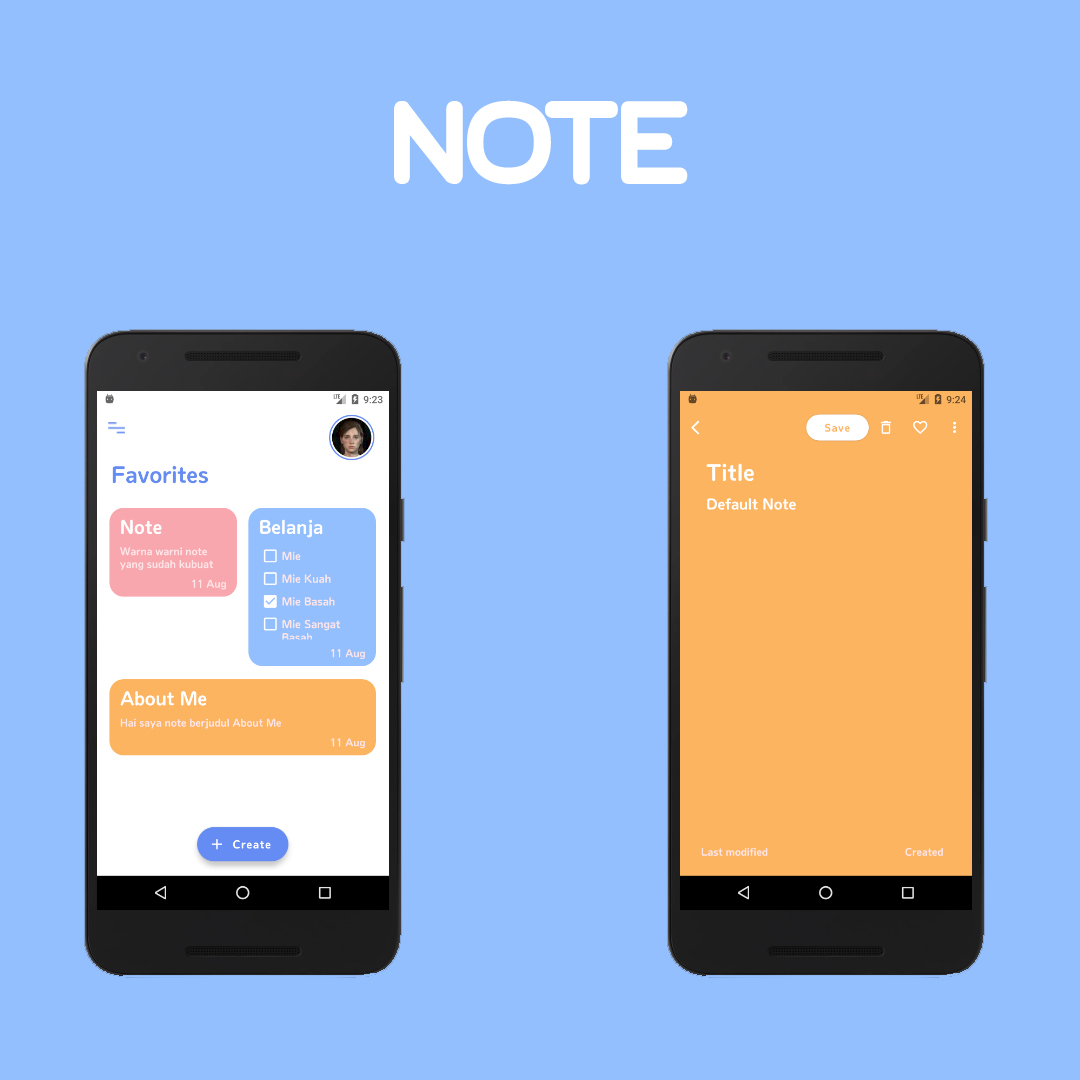 NOTE
LTE 9:23
Favorites
Note
Warna warni note
yang sudah kubuat
11 Aug
Belanja
Mie
Mie Kuah
Mie Basah
Mie Sangat
Basah
11 Aug
About Me
Hai saya note berjudul About Me
11 Aug
+ Create
LTE 9:24
Save
Title
Default Note
Last modified
Created